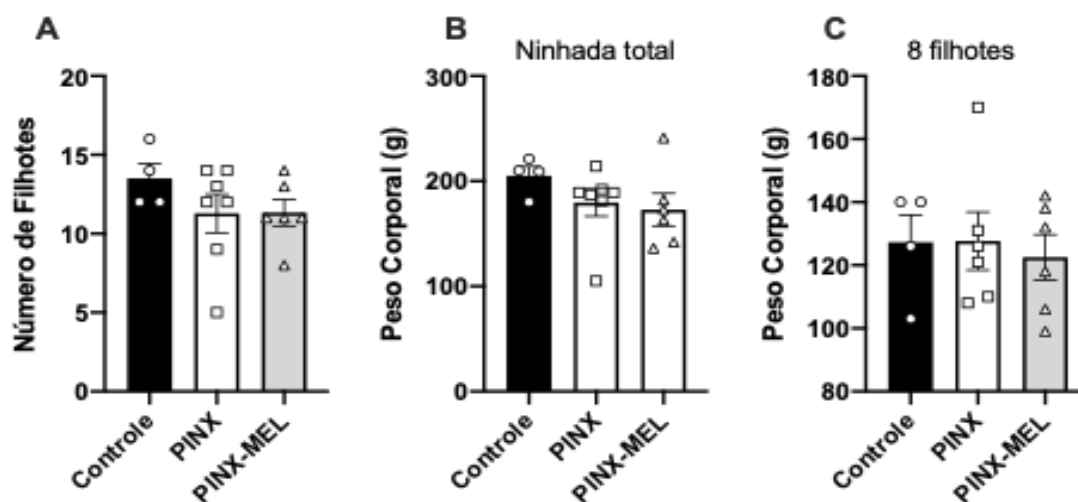 A
Número de Filhotes
20
15
10
5
0
Controle
PINX
PINX-MEL
B
Ninhada total
Peso Corporal (g)
300
200
100
0
Controle
PINX
PINX-MEL
C
8 filhotes
Peso Corporal (g)
180
160
140
120
100
80
Controle
PINX
PINX-MEL